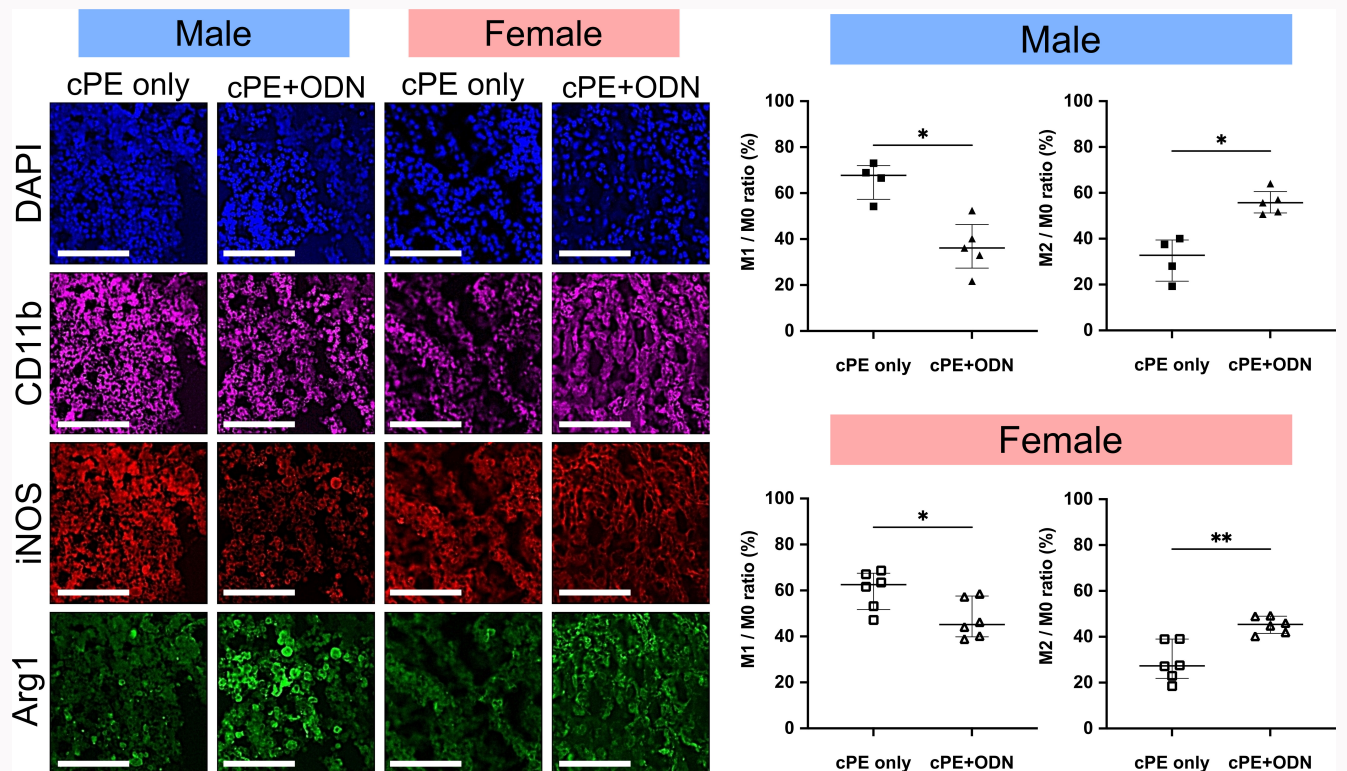 Male
Female
cPE only
cPE+ODN
cPE only
cPE+ODN
DAPI
CD11b
iNOS
Arg1
Male
M1 / M0 ratio (%)
100
80
60
40
20
0
*
cPE only
cPE+ODN
M2 / M0 ratio (%)
100
80
60
40
20
0
*
cPE only
cPE+ODN
Female
M1 / M0 ratio (%)
100
80
60
40
20
0
*
cPE only
cPE+ODN
M2 / M0 ratio (%)
100
80
60
40
20
0
**
cPE only
cPE+ODN